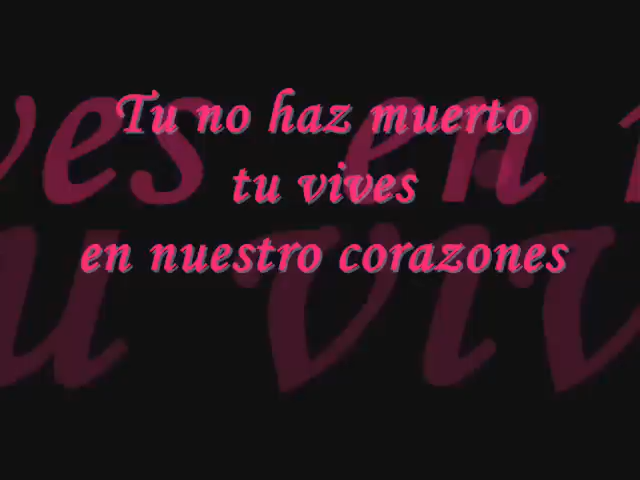 Tu no haz muerto
tu vives
en nuestro corazones